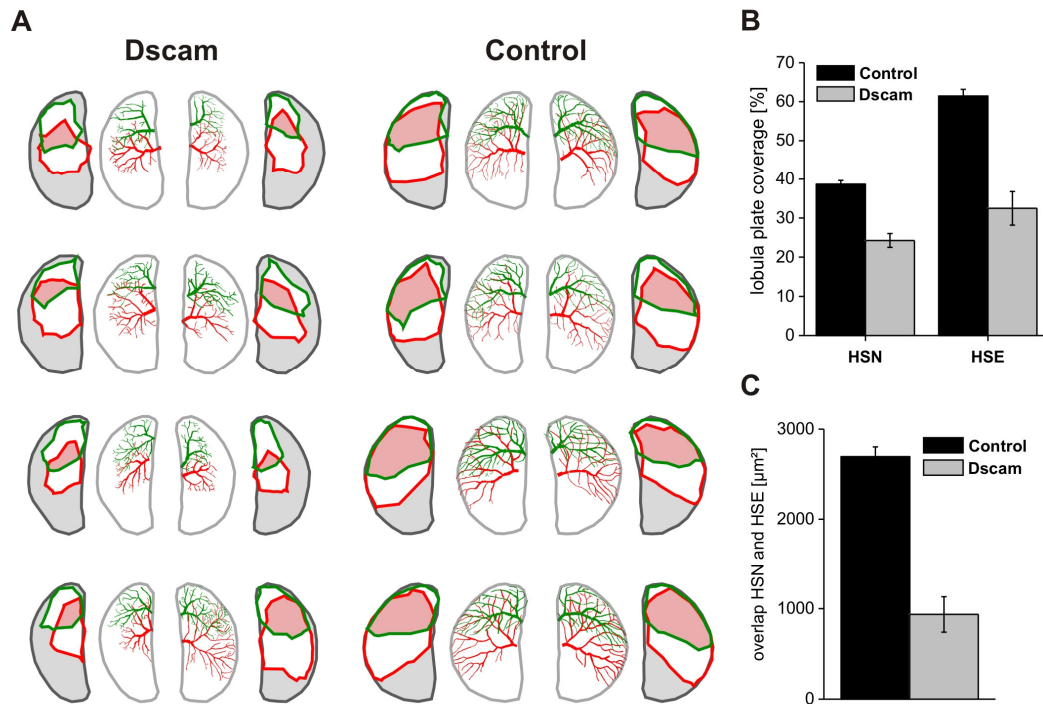 A
Dscam
Control
B
70
60
50
40
30
20
10
0
lobula plate coverage [%]
Control
Dscam
HSN
HSE
C
3000
2000
1000
0
overlap HSN and HSE [µm²]
Control
Dscam